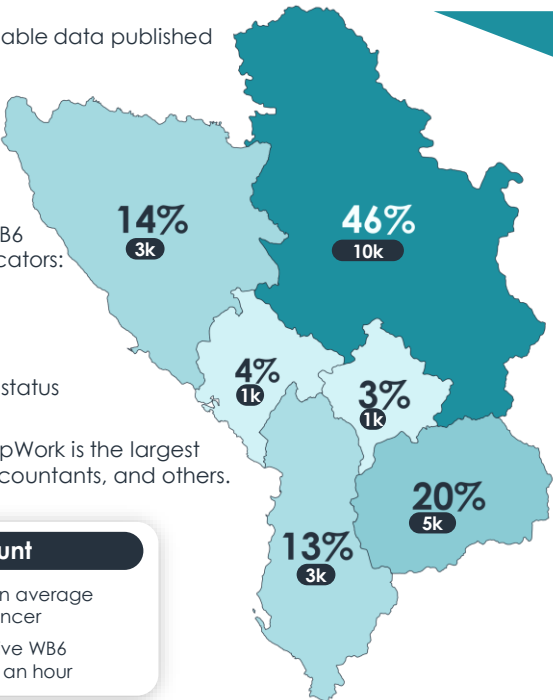 able data published
14%
3k
46%
10k
B6
cators:
4%
1k
3%
1k
status
pWork is the largest
countants, and others.
20%
5k
13%
3k
unt
n average
ncer
ve WB6
an hour